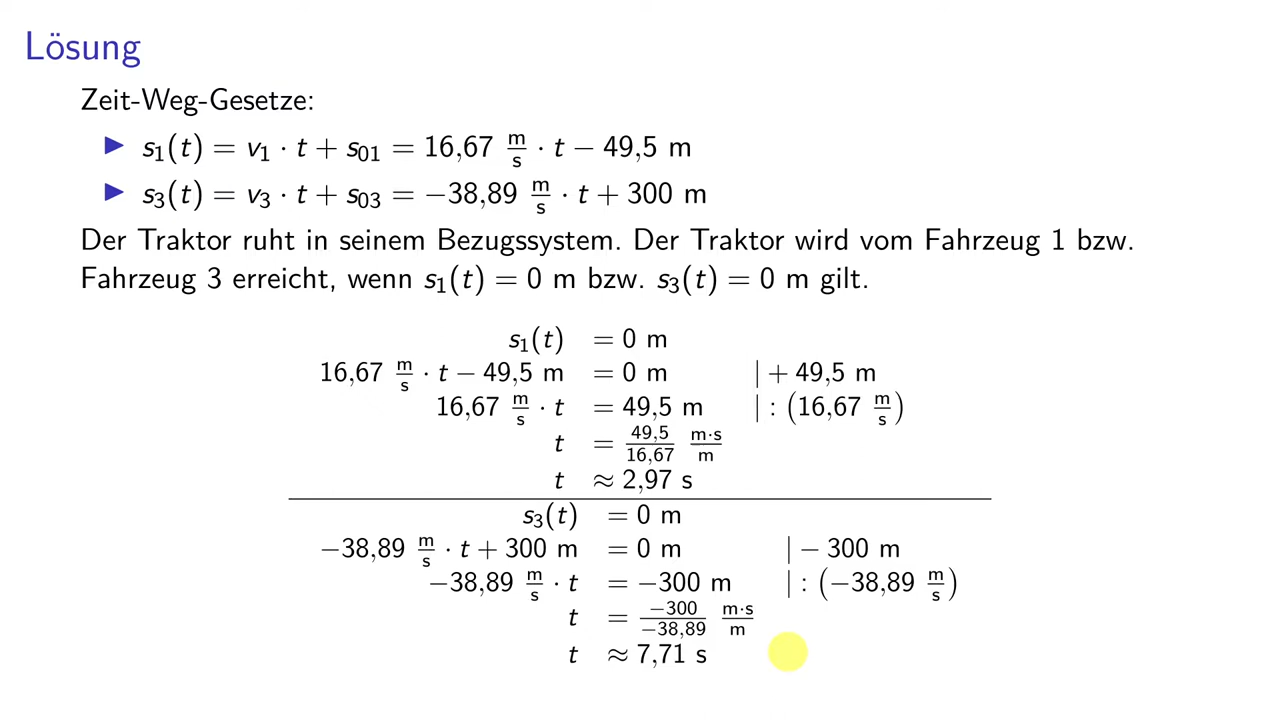 Lösung
Zeit-Weg-Gesetze:
▶ s₁(t) = v₁ · t + s₀₁ = 16,67 m/s · t − 49,5 m
▶ s₃(t) = v₃ · t + s₀₃ = −38,89 m/s · t + 300 m
Der Traktor ruht in seinem Bezugssystem. Der Traktor wird vom Fahrzeug 1 bzw.
Fahrzeug 3 erreicht, wenn s₁(t) = 0 m bzw. s₃(t) = 0 m gilt.
s₁(t) = 0 m
16,67 m/s · t − 49,5 m = 0 m | + 49,5 m
16,67 m/s · t = 49,5 m | : (16,67 m/s)
t = 49,5/16,67 m·s/m
t ≈ 2,97 s
s₃(t) = 0 m
−38,89 m/s · t + 300 m = 0 m | − 300 m
−38,89 m/s · t = −300 m | : (−38,89 m/s)
t = −300/−38,89 m·s/m
t ≈ 7,71 s